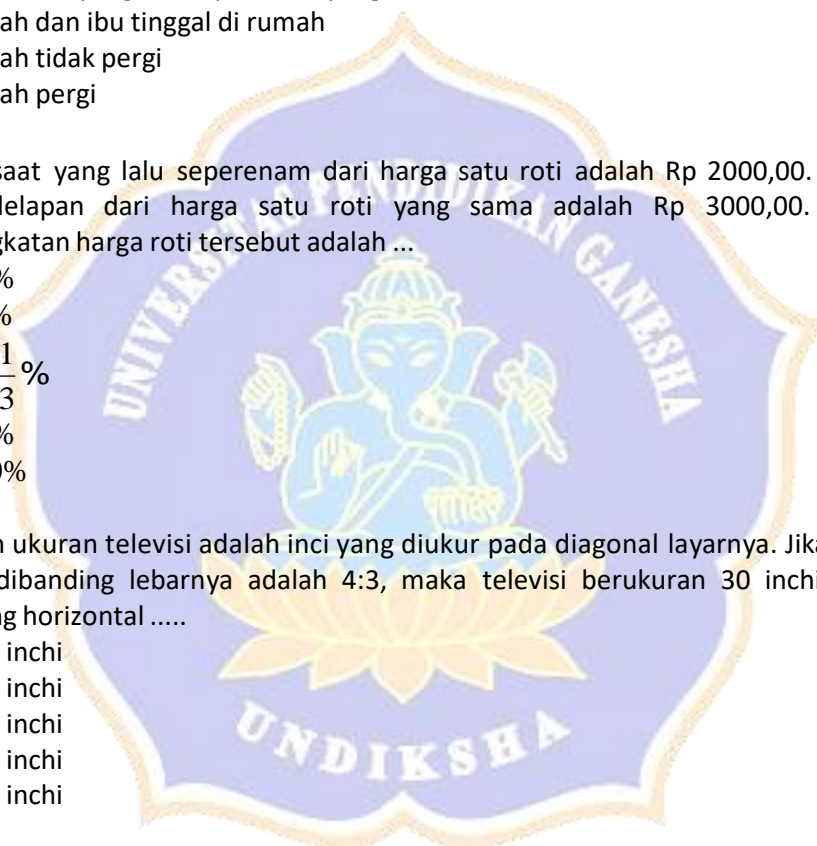 ah dan ibu tinggal di rumah
ah tidak pergi
ah pergi
saat yang lalu seperenam dari harga satu roti adalah Rp 2000,00.
delapan dari harga satu roti yang sama adalah Rp 3000,00.
gkatan harga roti tersebut adalah ...
%
%
1
3 %
%
0%
n ukuran televisi adalah inci yang diukur pada diagonal layarnya. Jika
dibanding lebarnya adalah 4:3, maka televisi berukuran 30 inchi
ng horizontal .....
inchi
inchi
inchi
inchi
inchi
UNIVERSITAS PENDIDIKAN GANESHA
UNDIKSHA